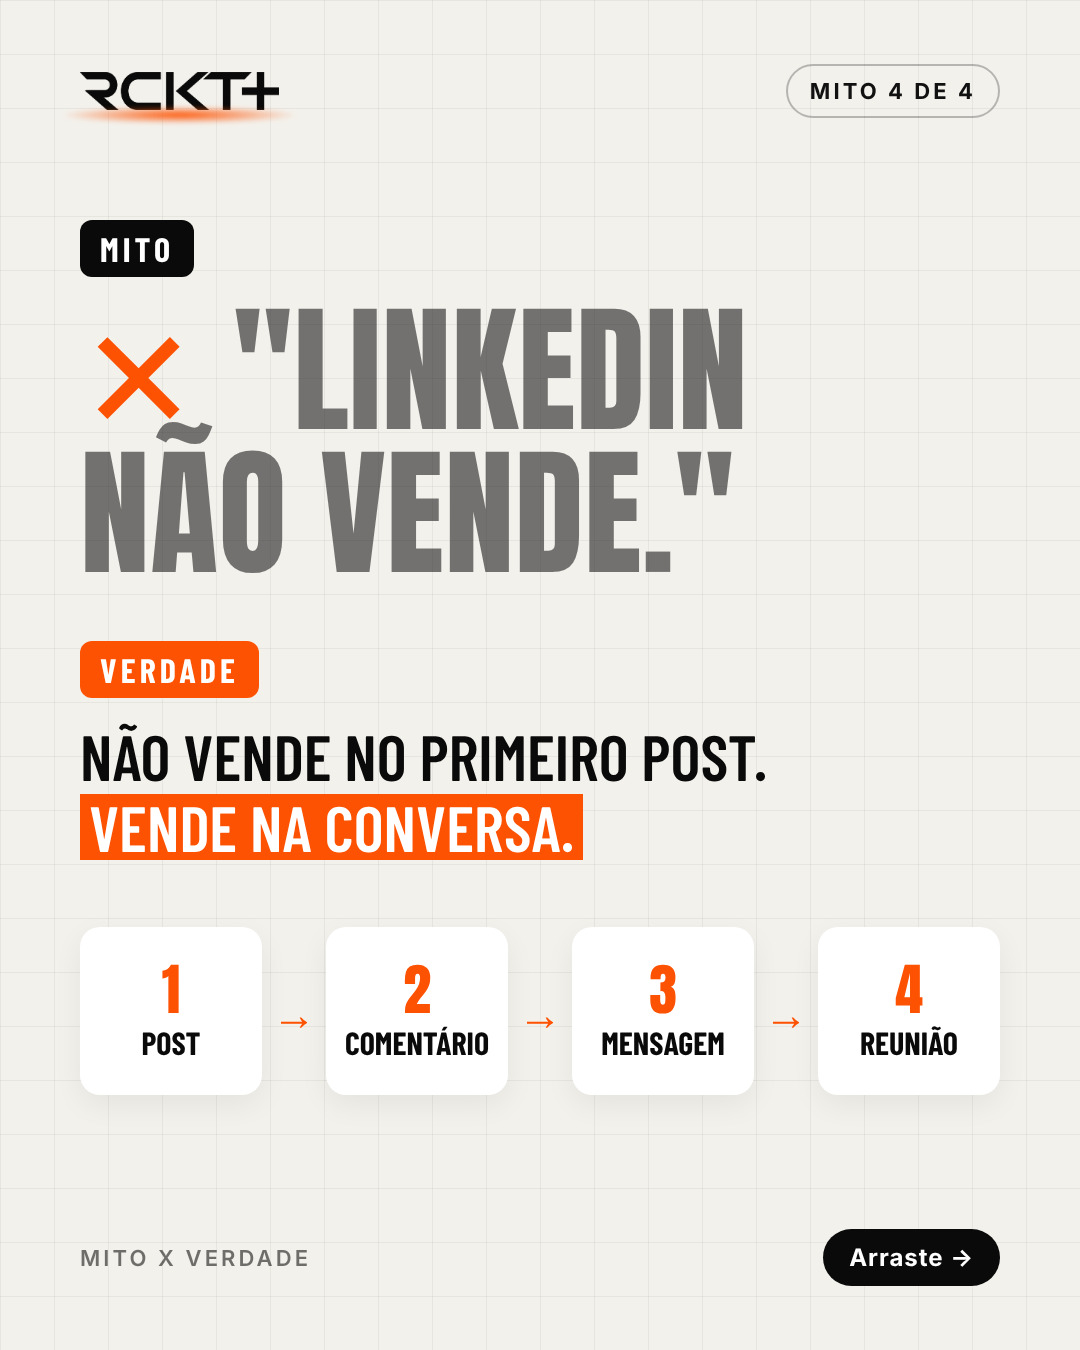 RCKT+
MITO 4 DE 4
MITO
✕ "LINKEDIN
NÃO VENDE."
VERDADE
NÃO VENDE NO PRIMEIRO POST.
VENDE NA CONVERSA.
1
POST
→
2
COMENTÁRIO
→
3
MENSAGEM
→
4
REUNIÃO
MITO X VERDADE
Arraste →